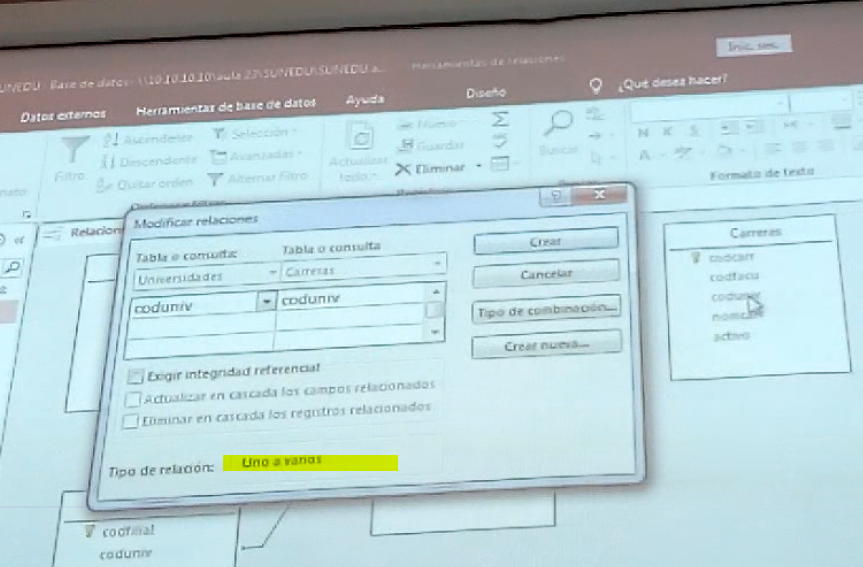 SUNEDU : Base de datos- \\10.10.10.10\aula 23\SUNEDU\SUNEDU.a...
Herramientas de relaciones
Inic. ses.
Datos externos
Herramientas de base de datos
Ayuda
Diseño
¿Qué desea hacer?
Filtro
Ascendente
Descendente
Quitar orden
Selección
Avanzadas
Alternar filtro
Actualizar
todo
Nuevo
Guardar
Eliminar
Buscar
N K S
Formato de texto
Relacion
Modificar relaciones
Tabla o consulta:
Tabla o consulta
Universidades
Carreras
coduniv
coduniv
Exigir integridad referencial
Actualizar en cascada los campos relacionados
Eliminar en cascada los registros relacionados
Tipo de relación:
Uno a varios
Crear
Cancelar
Tipo de combinación...
Crear nueva...
Carreras
codcarr
codfacu
coduniv
activo
codfilial
coduniv